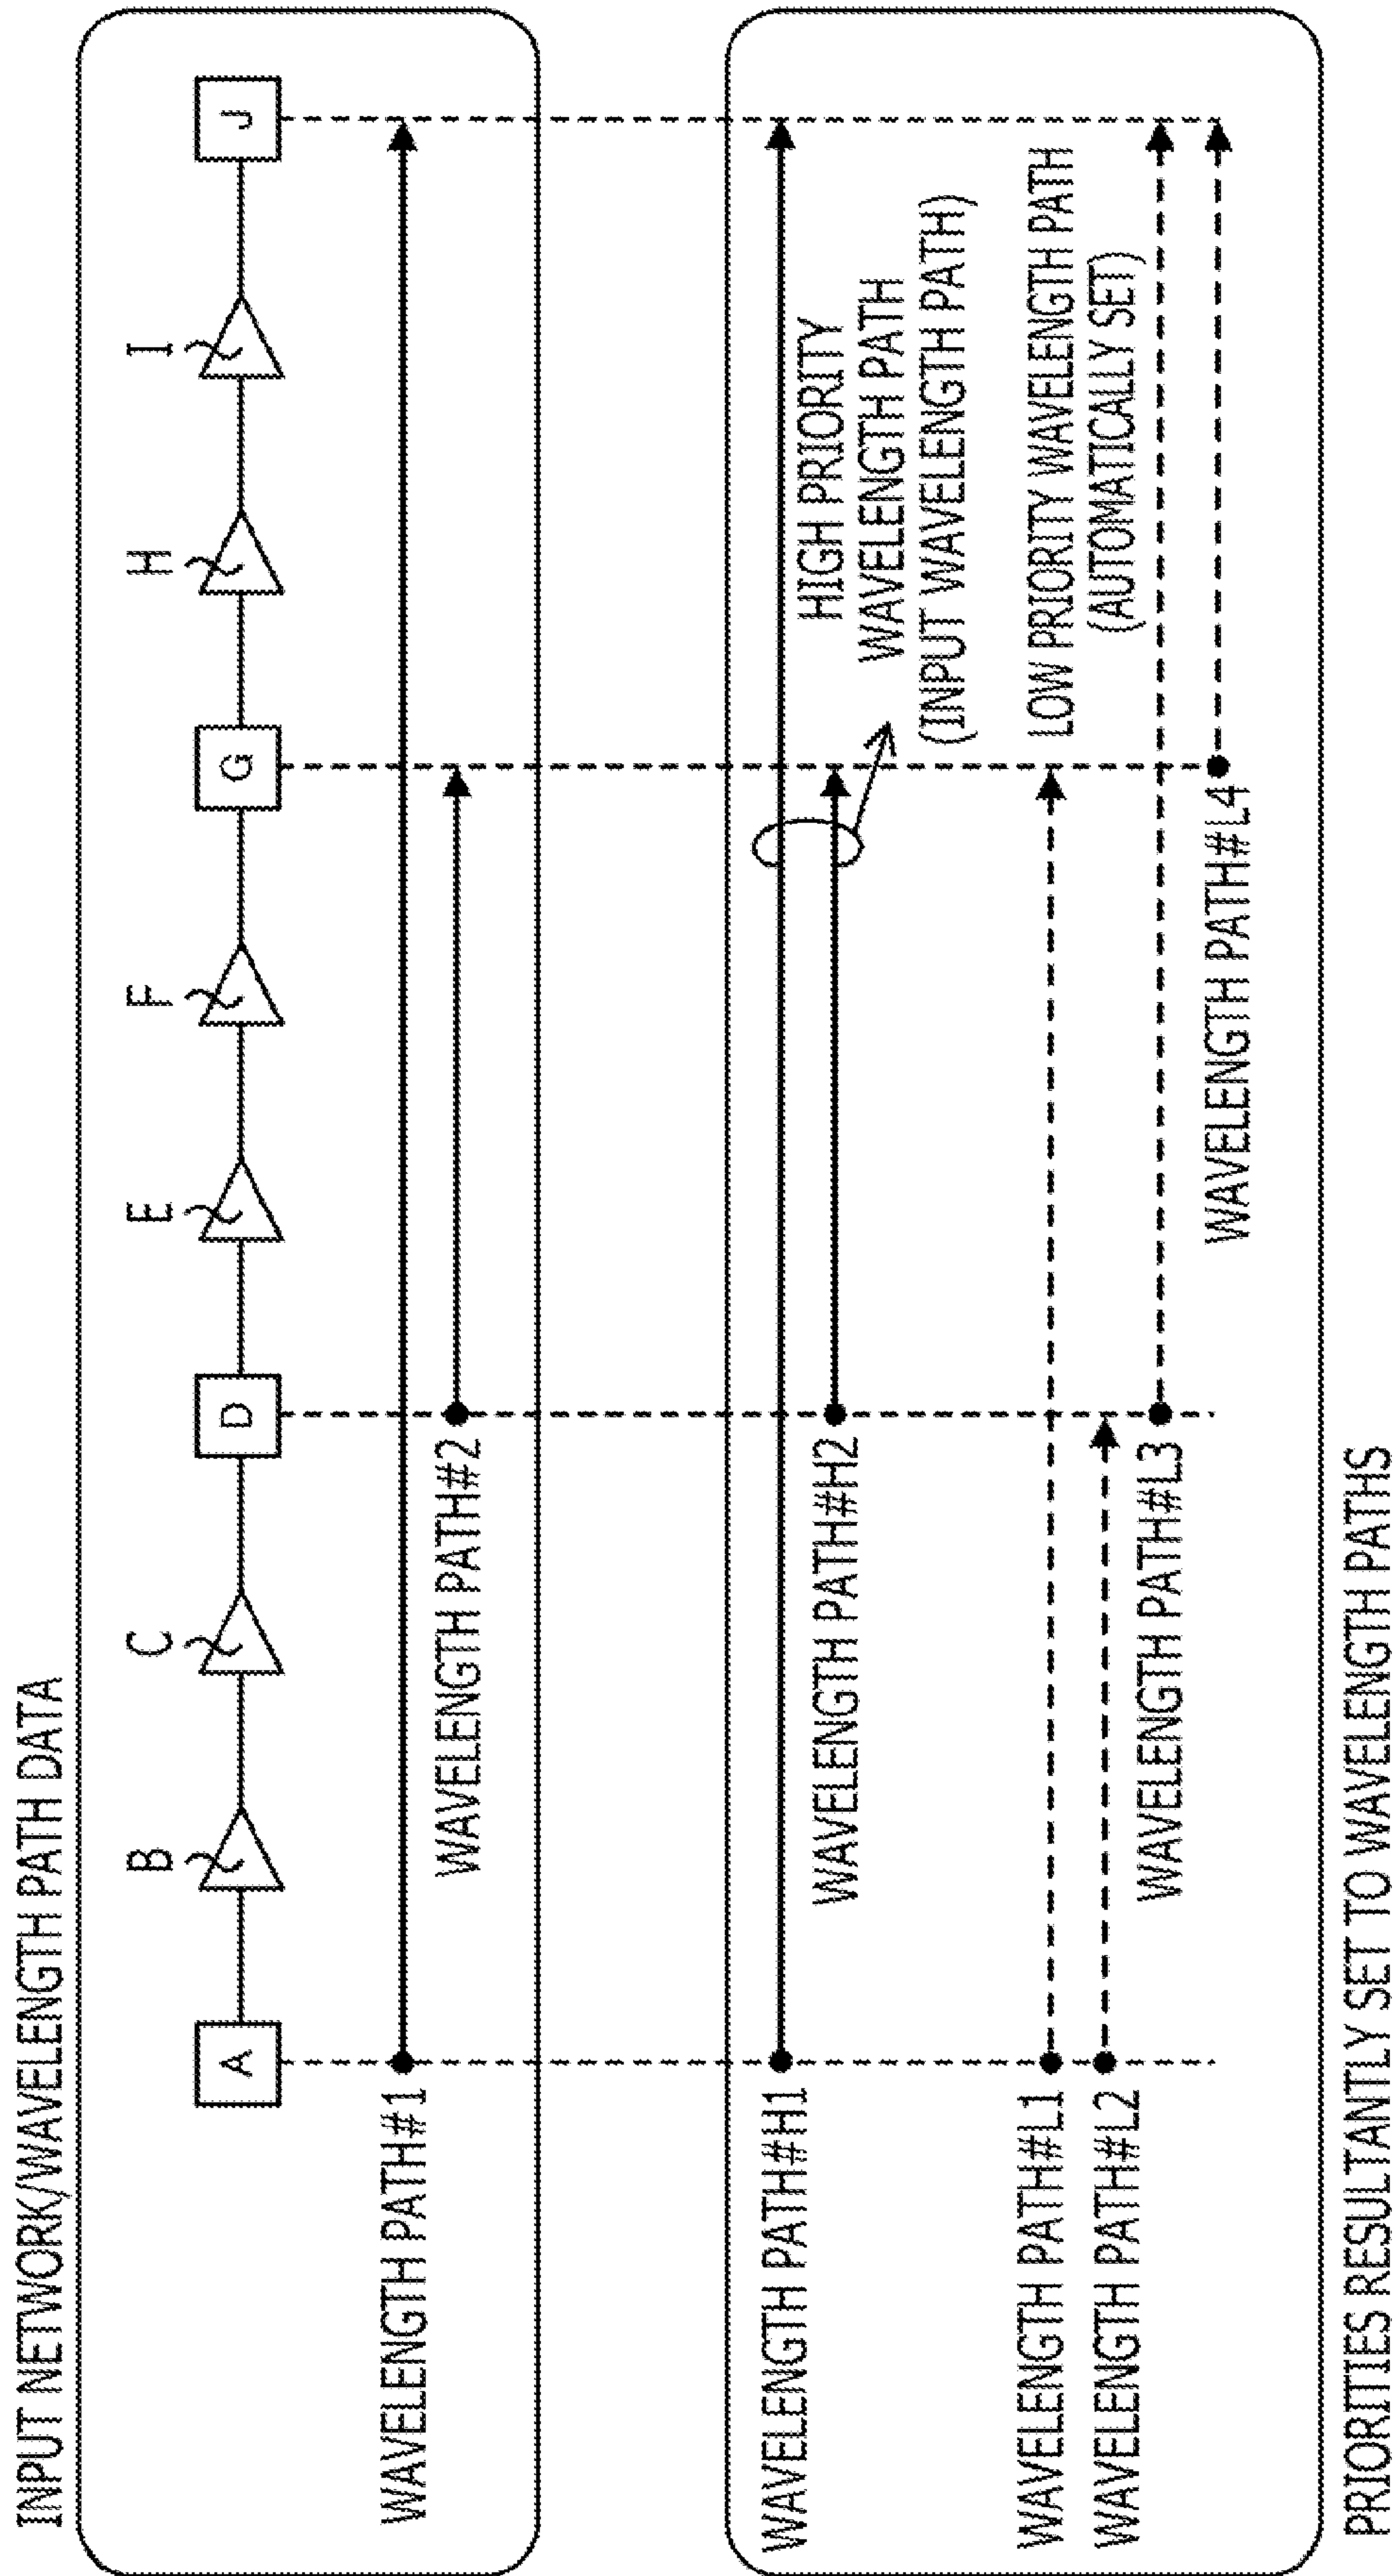 INPUT NETWORK/WAVELENGTH PATH DATA
B
C
E
F
H
I
A
D
G
J
WAVELENGTH PATH#1
WAVELENGTH PATH#2
WAVELENGTH PATH#H1
WAVELENGTH PATH#H2
HIGH PRIORITY
WAVELENGTH PATH
(INPUT WAVELENGTH PATH)
LOW PRIORITY WAVELENGTH PATH
(AUTOMATICALLY SET)
WAVELENGTH PATH#L1
WAVELENGTH PATH#L2
WAVELENGTH PATH#L3
WAVELENGTH PATH#L4
PRIORITIES RESULTANTLY SET TO WAVELENGTH PATHS